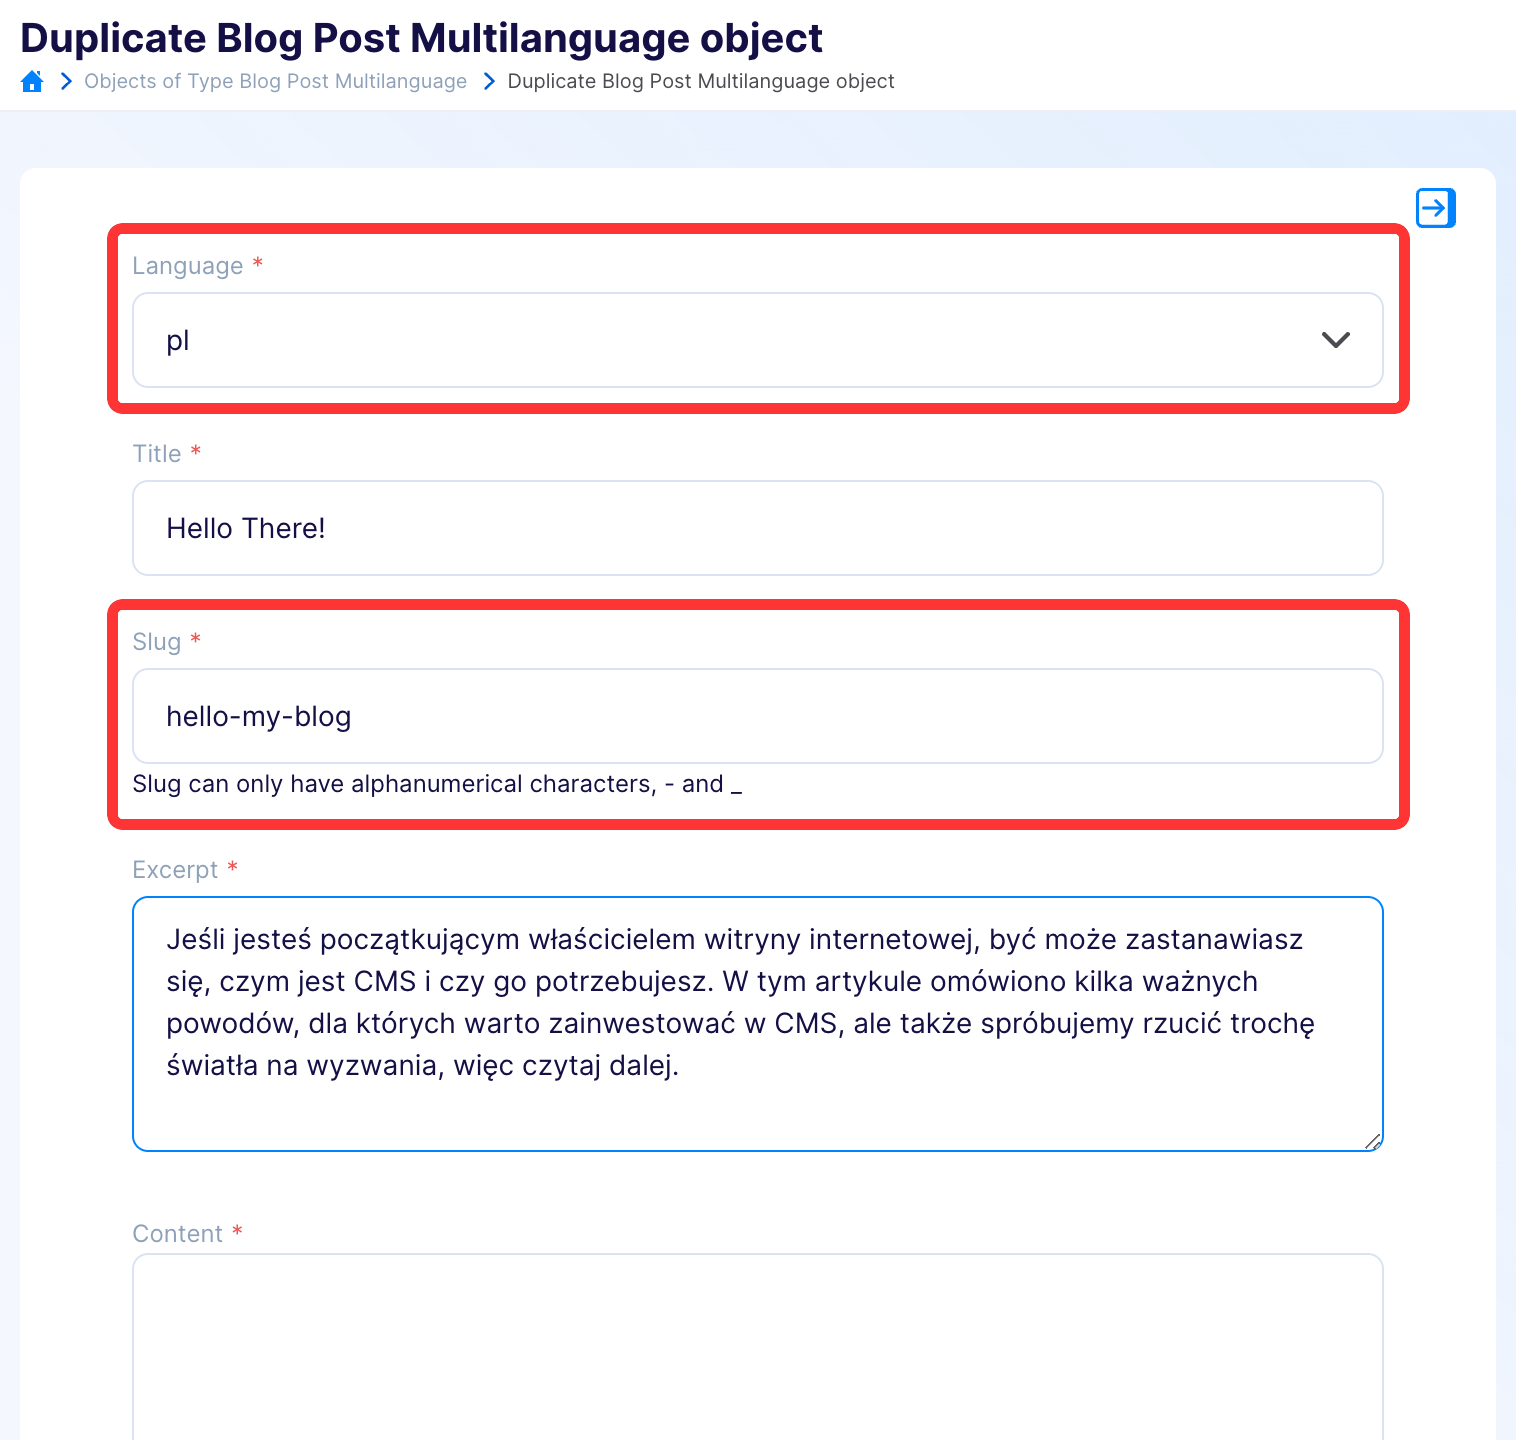 Duplicate Blog Post Multilanguage object
Objects of Type Blog Post Multilanguage Duplicate Blog Post Multilanguage object
Language *
pl
Title *
Hello There!
Slug *
hello-my-blog
Slug can only have alphanumerical characters, - and _
Excerpt *
Jeśli jesteś początkującym właścicielem witryny internetowej, być może zastanawiasz
się, czym jest CMS i czy go potrzebujesz. W tym artykule omówiono kilka ważnych
powodów, dla których warto zainwestować w CMS, ale także spróbujemy rzucić trochę
światła na wyzwania, więc czytaj dalej.
Content *